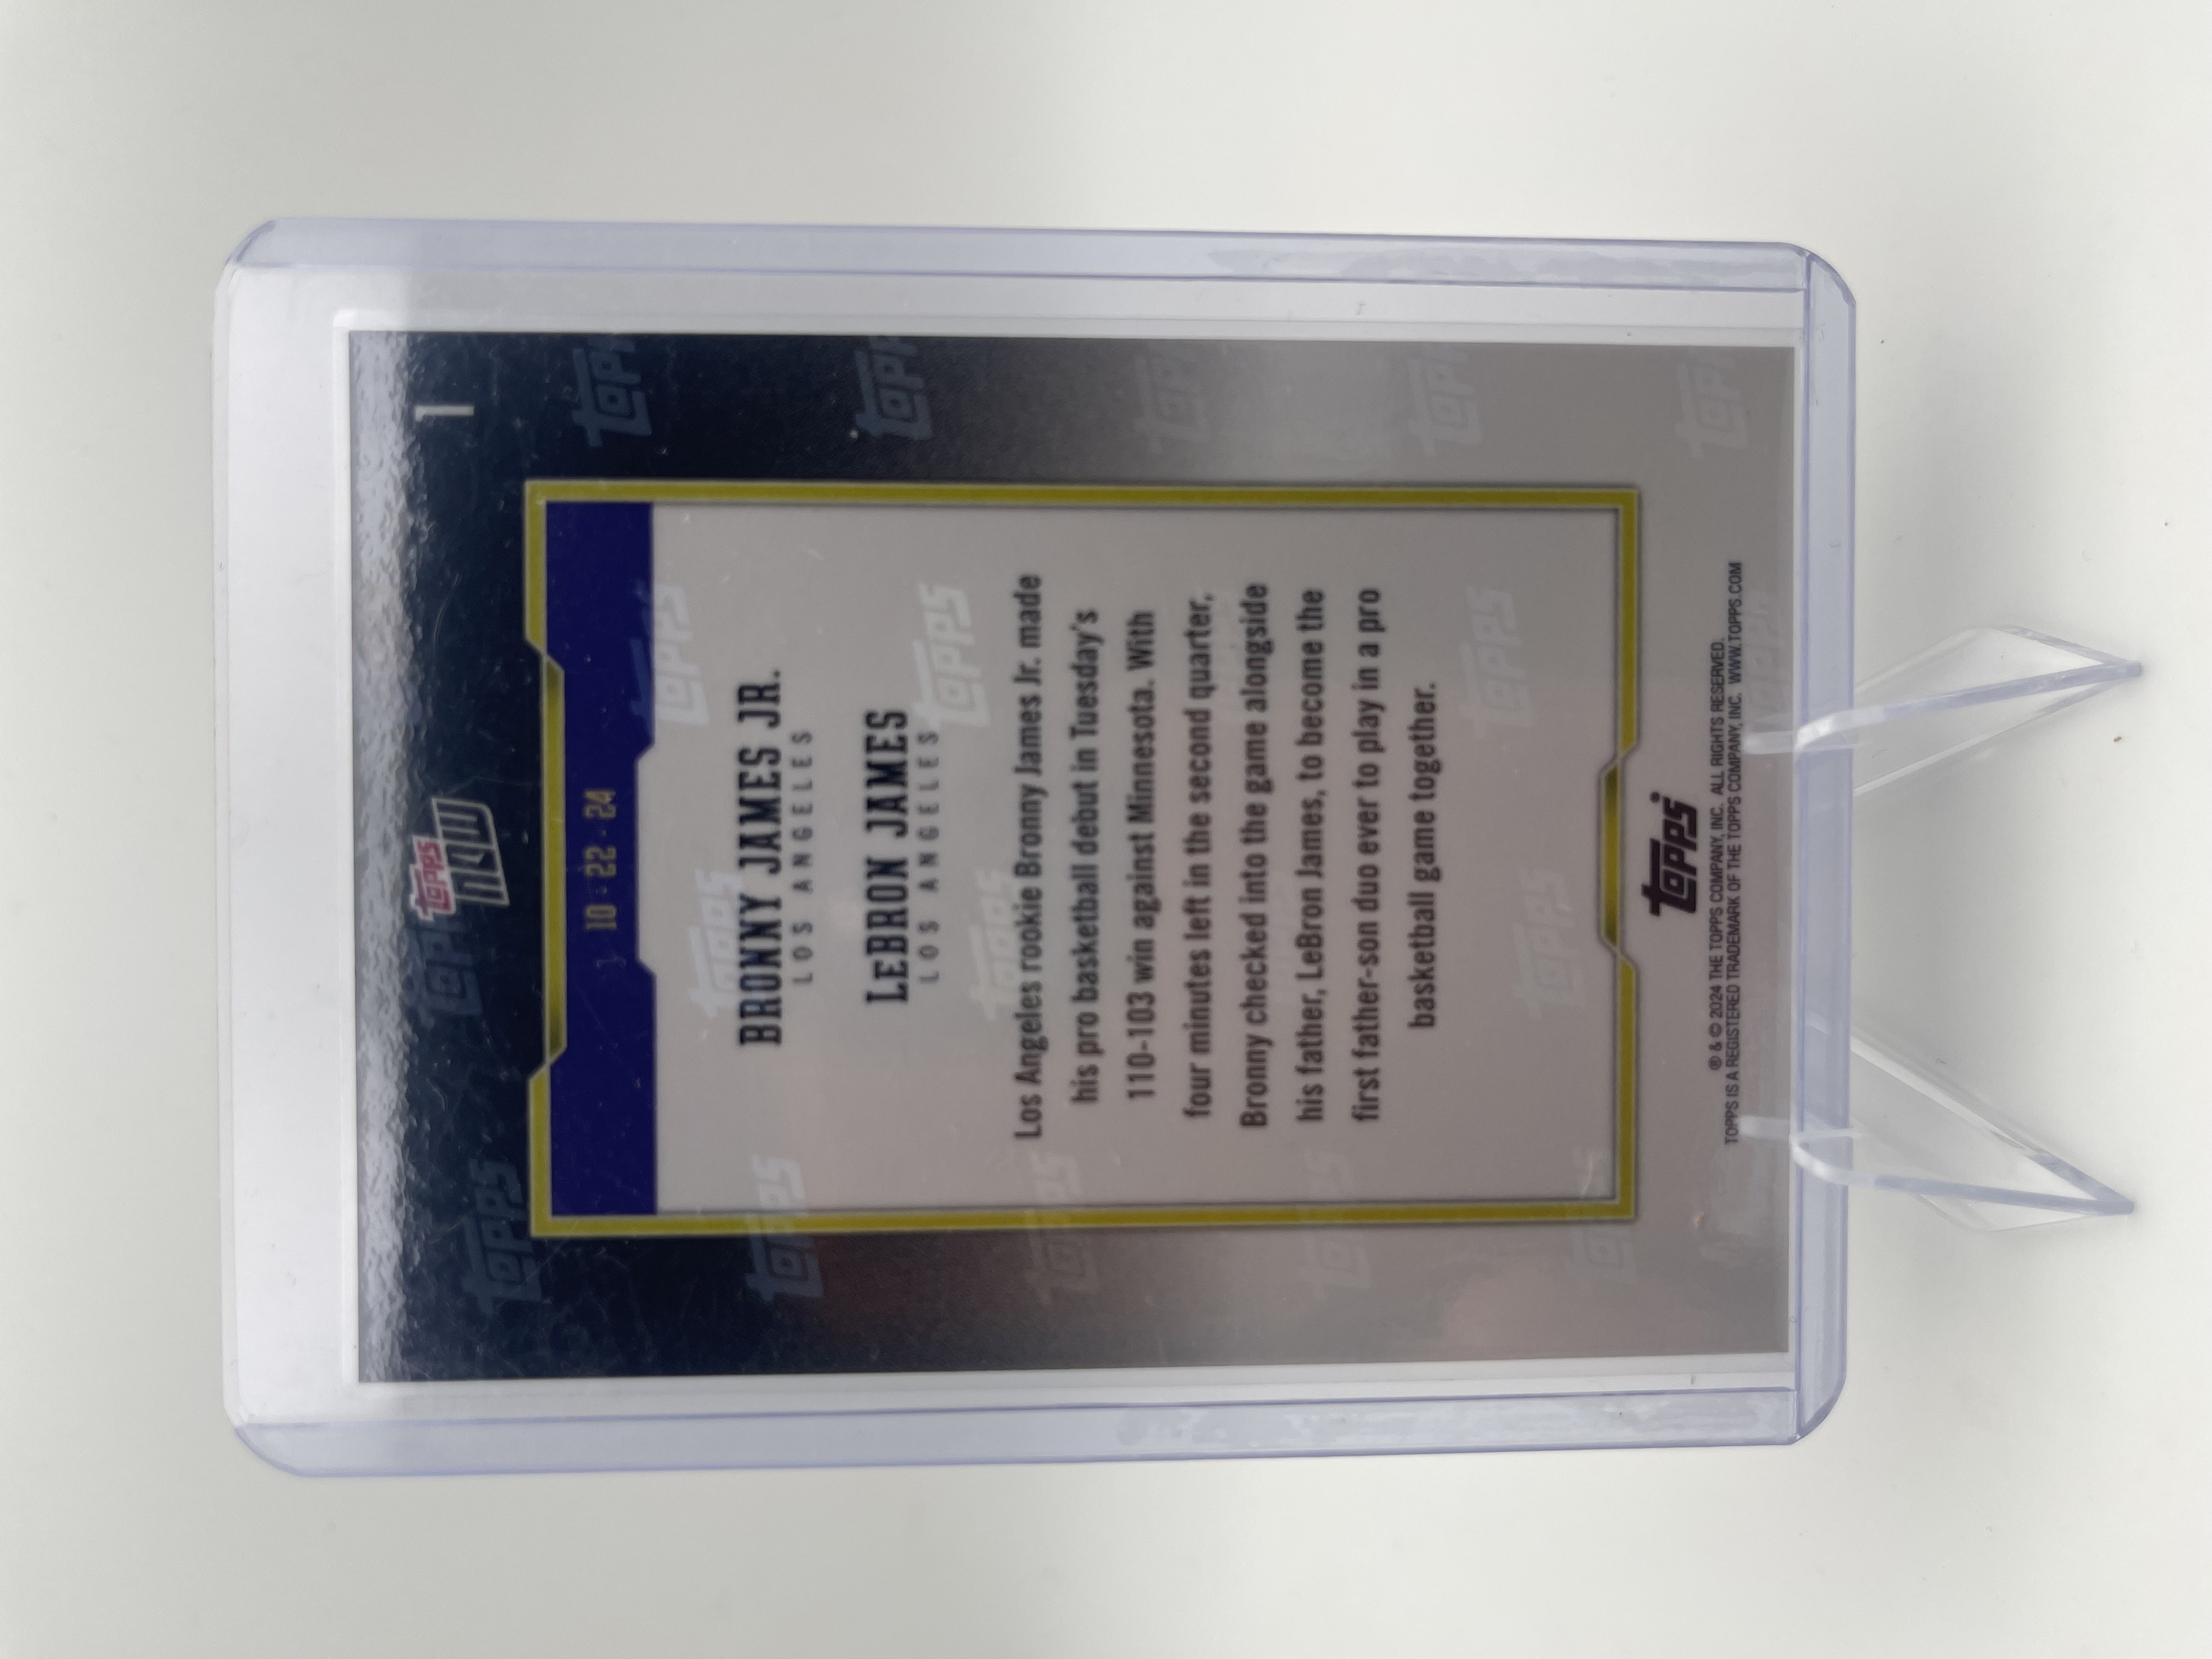 topps
NOW
1
10 - 22 - 24
BRONNY JAMES JR.
LOS ANGELES
LeBRON JAMES
LOS ANGELES
Los Angeles rookie Bronny James Jr. made
his pro basketball debut in Tuesday's
110-103 win against Minnesota. With
four minutes left in the second quarter,
Bronny checked into the game alongside
his father, LeBron James, to become the
first father-son duo ever to play in a pro
basketball game together.
topps
® & © 2024 THE TOPPS COMPANY, INC. ALL RIGHTS RESERVED.
TOPPS IS A REGISTERED TRADEMARK OF THE TOPPS COMPANY, INC. WWW.TOPPS.COM